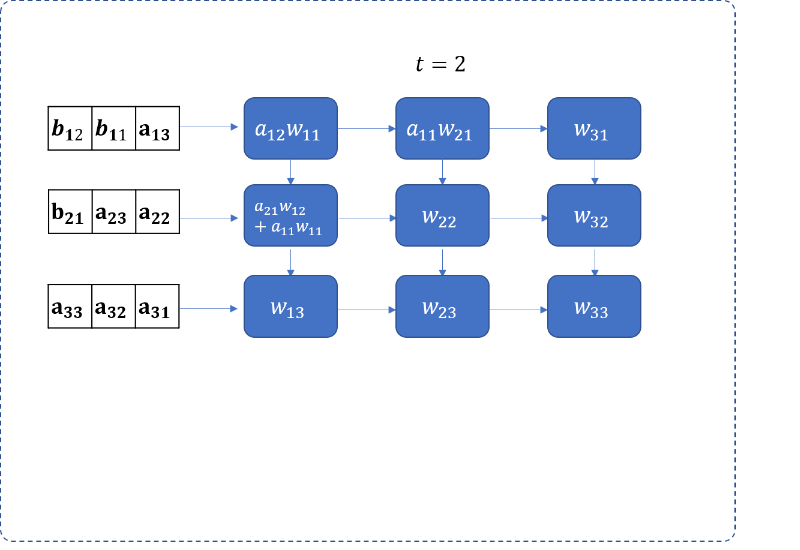 t = 2
b₁₂ b₁₁ a₁₃ a₁₂w₁₁ a₁₁w₂₁ w₃₁
b₂₁ a₂₃ a₂₂ a₂₁w₁₂ w₂₂ w₃₂
+ a₁₁w₁₁
a₃₃ a₃₂ a₃₁ w₁₃ w₂₃ w₃₃